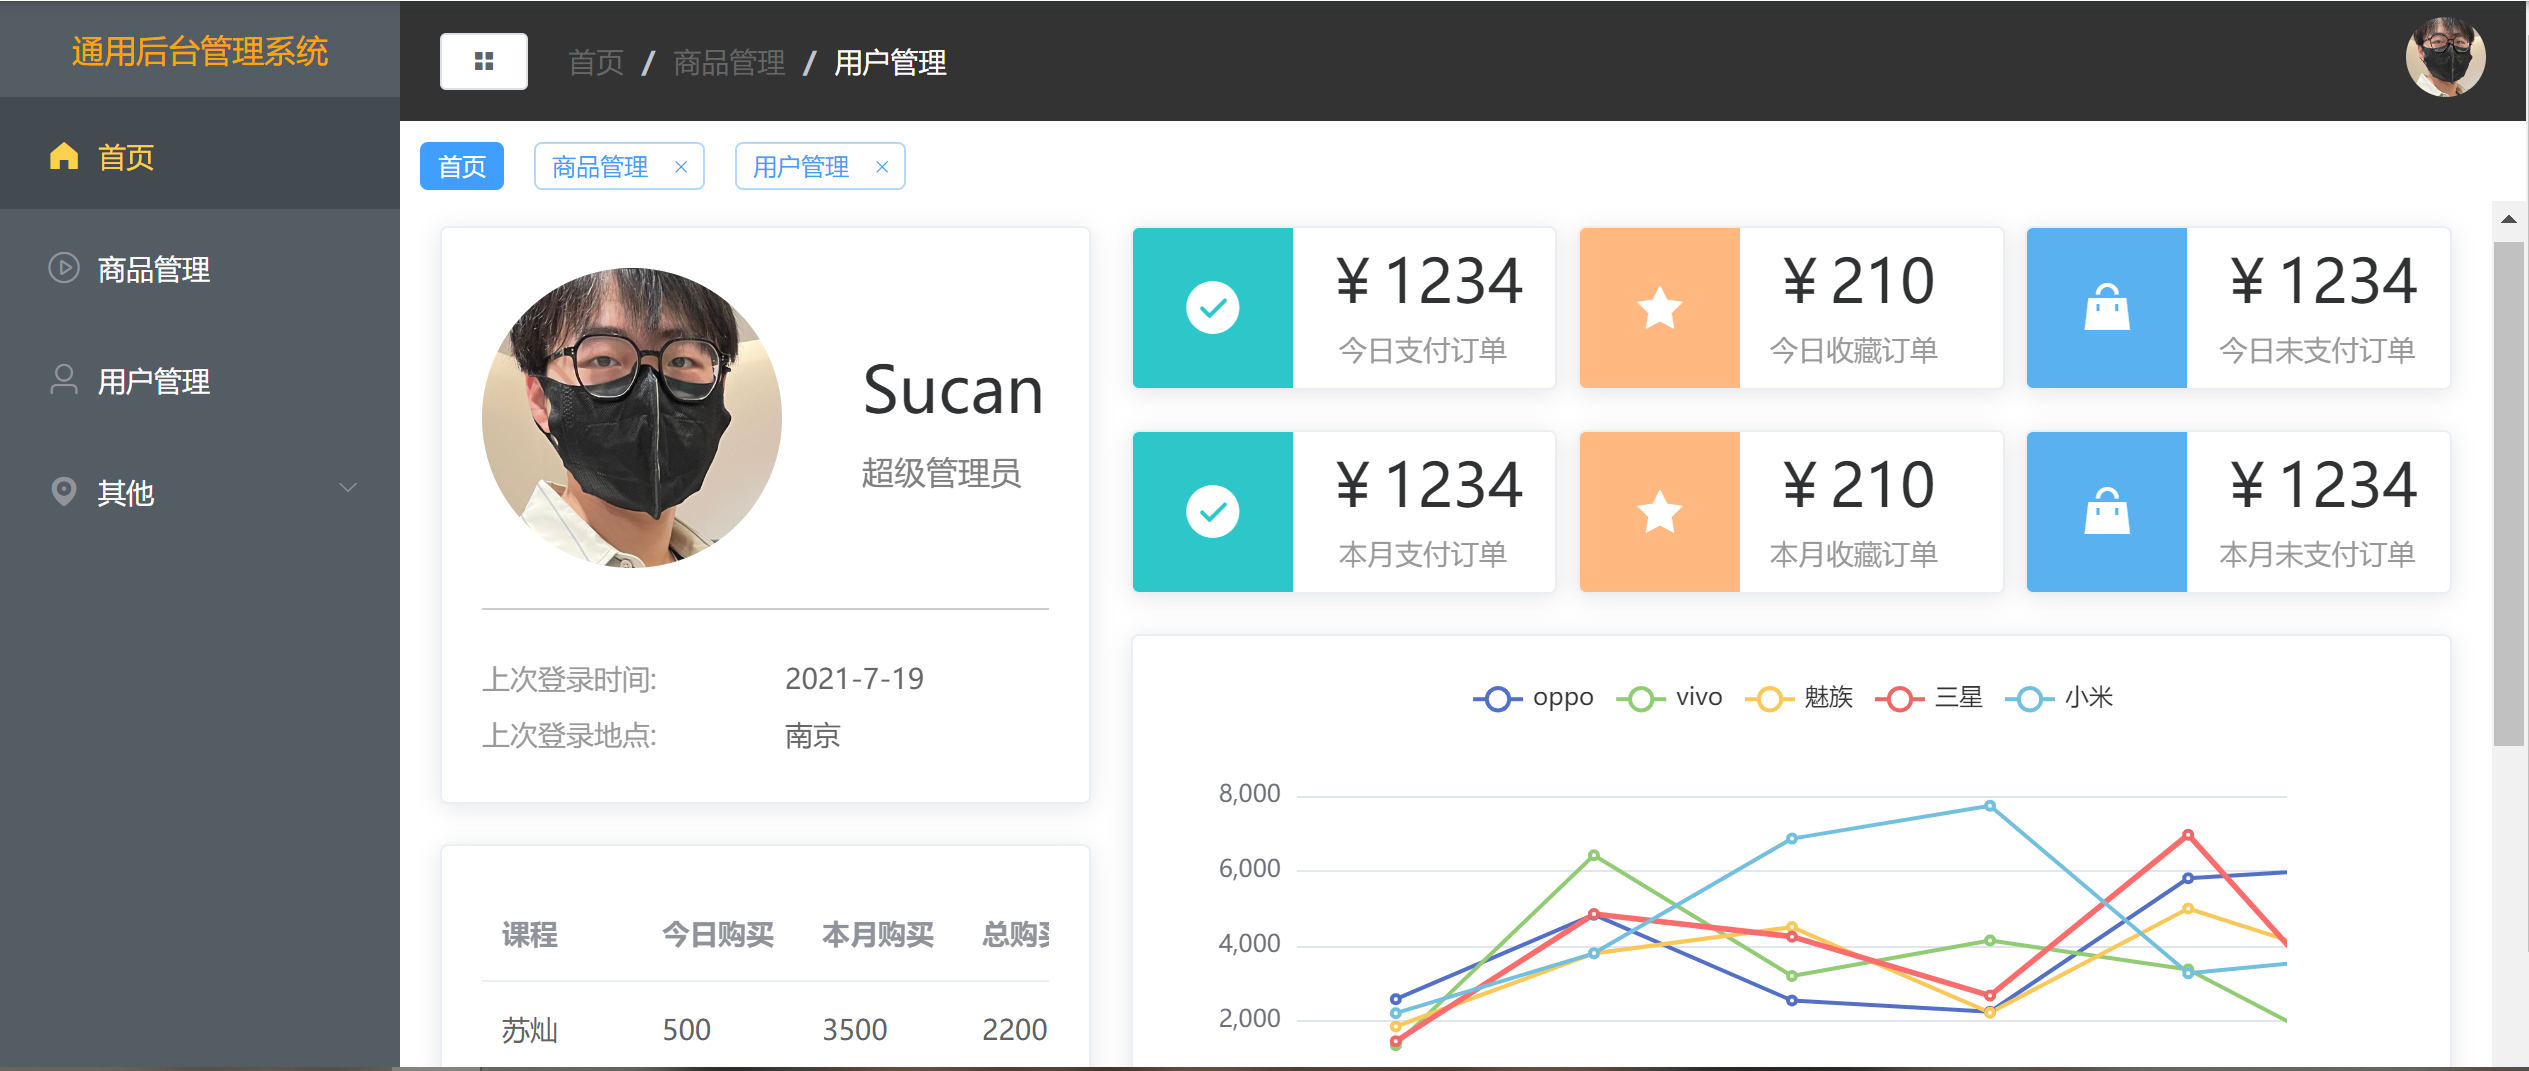 通用后台管理系统
首页
商品管理
用户管理
其他
首页 / 商品管理 / 用户管理
首页
商品管理 ×
用户管理 ×
Sucan
超级管理员
上次登录时间: 2021-7-19
上次登录地点: 南京
课程 今日购买 本月购买 总购买
苏灿 500 3500 2200
¥ 1234
今日支付订单
¥ 210
今日收藏订单
¥ 1234
今日未支付订单
¥ 1234
本月支付订单
¥ 210
本月收藏订单
¥ 1234
本月未支付订单
oppo vivo 魅族 三星 小米
8,000
6,000
4,000
2,000